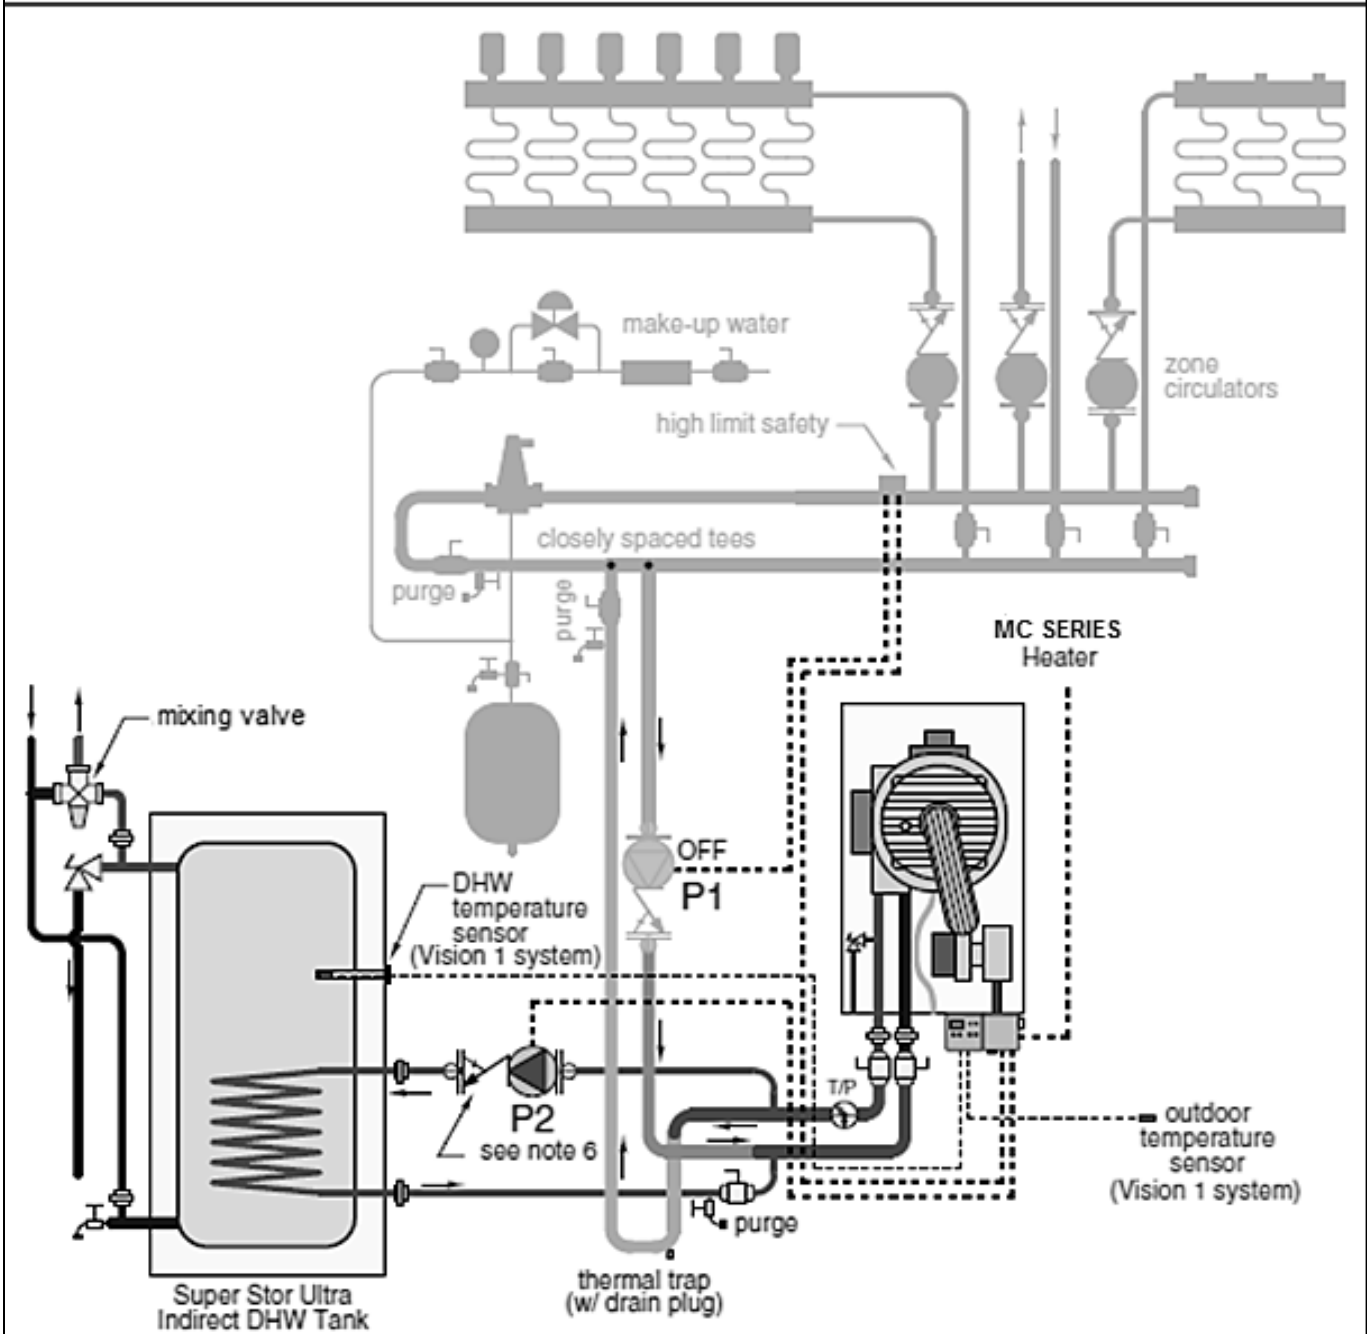 make-up water
zone
circulators
high limit safety
closely spaced tees
purge
purge
MC SERIES
Heater
mixing valve
OFF
P1
DHW
temperature
sensor
(Vision 1 system)
T/P
P2
see note 6
outdoor
temperature
sensor
(Vision 1 system)
purge
thermal trap
(w/ drain plug)
Super Stor Ultra
Indirect DHW Tank